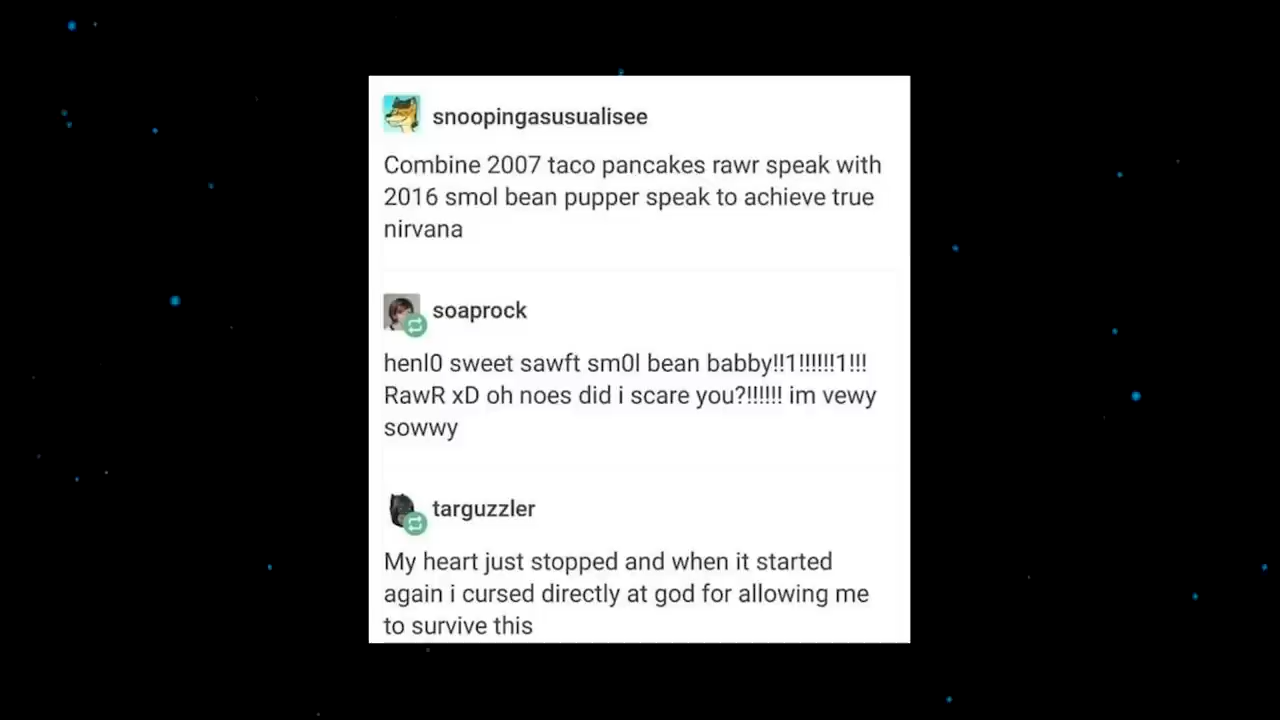 snoopingasusualisee
Combine 2007 taco pancakes rawr speak with
2016 smol bean pupper speak to achieve true
nirvana
soaprock
henl0 sweet sawft sm0l bean babby!!1!!!!!!1!!!
RawR xD oh noes did i scare you?!!!!!! im vewy
sowwy
targuzzler
My heart just stopped and when it started
again i cursed directly at god for allowing me
to survive this